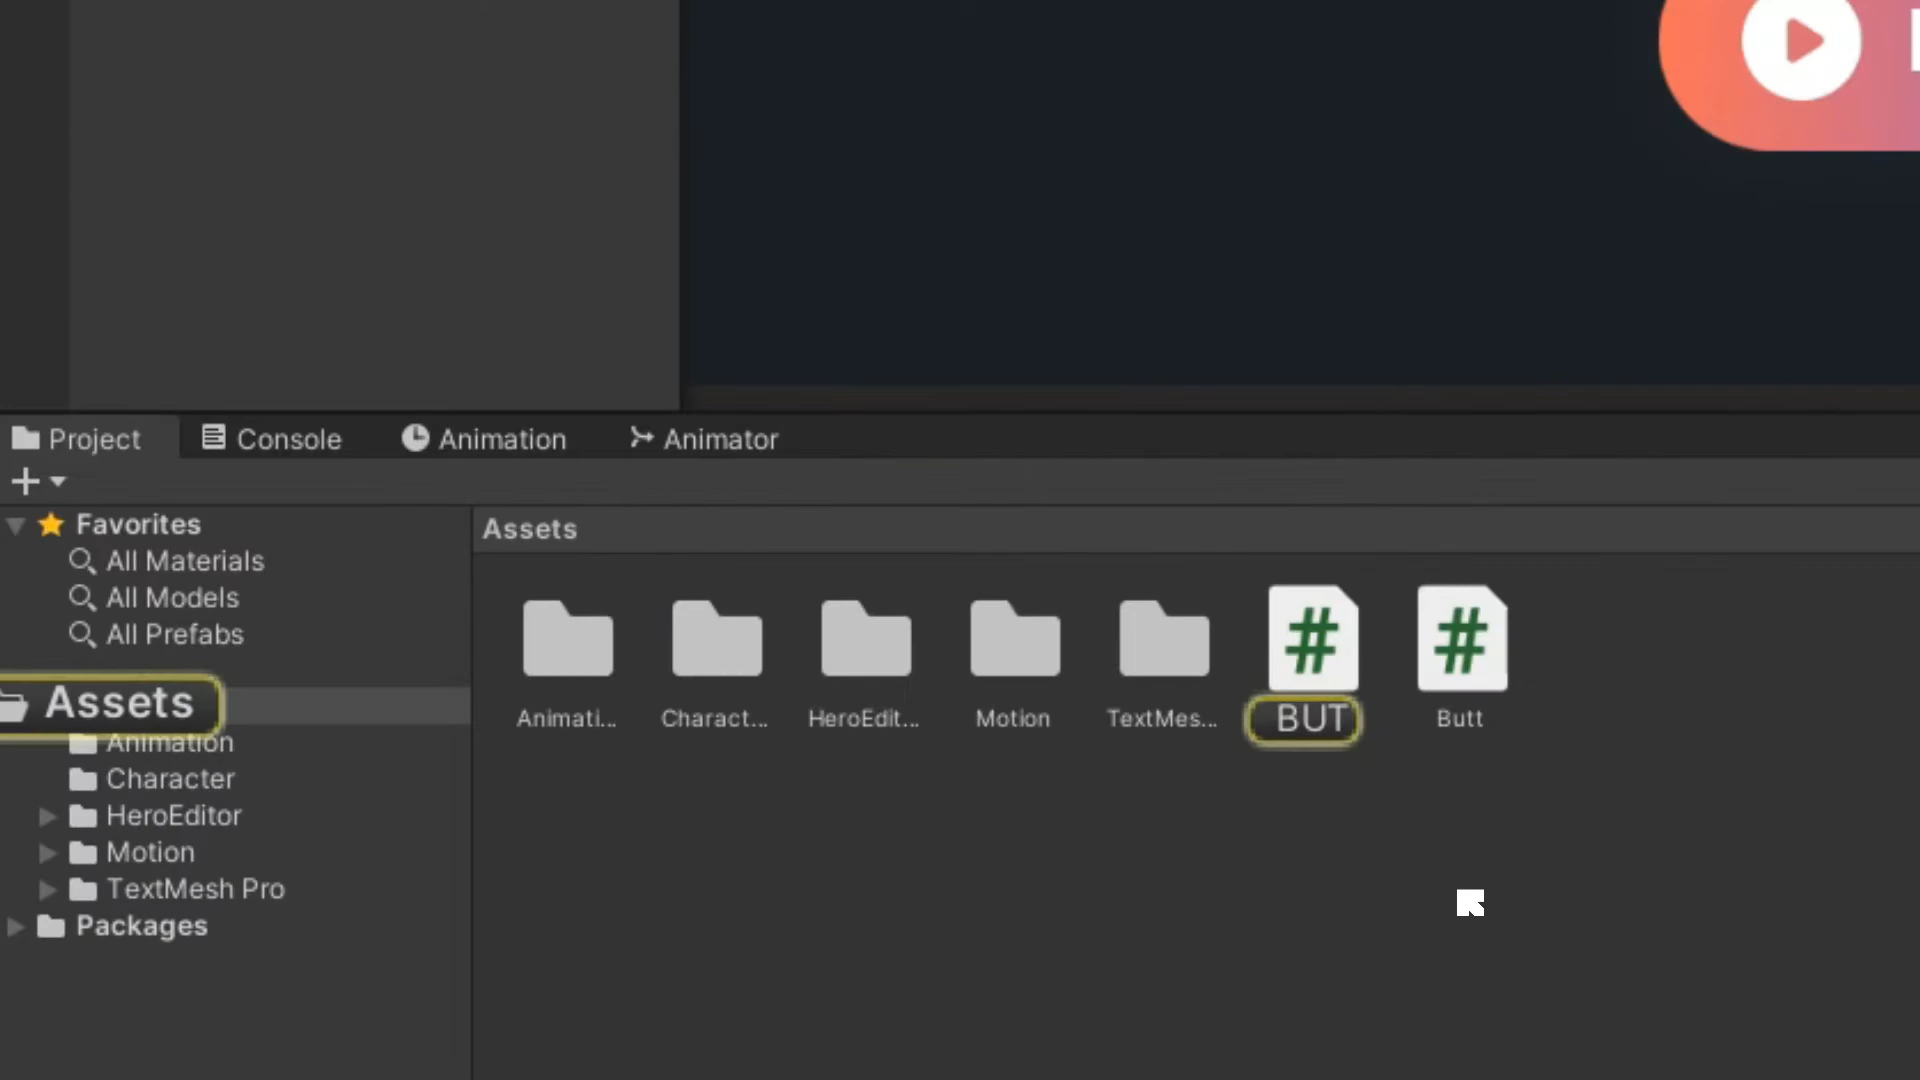 Project Console Animation Animator
Favorites
All Materials
All Models
All Prefabs
Assets
Animation
Character
HeroEditor
Motion
TextMesh Pro
Packages
Assets
Animati... Charact... HeroEdit... Motion TextMes... BUT Butt